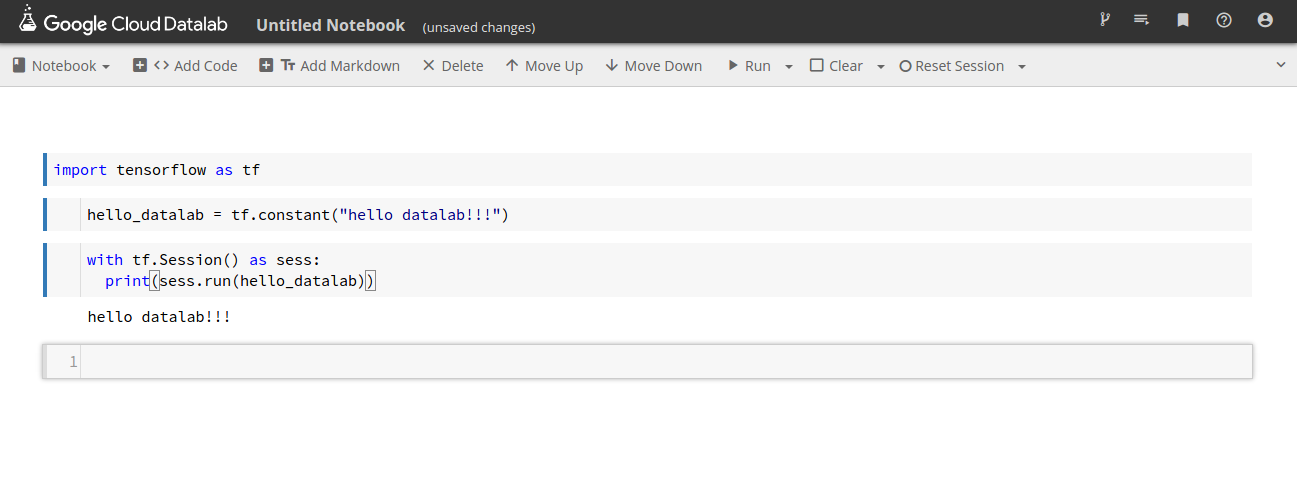 Google Cloud Datalab Untitled Notebook (unsaved changes)
Notebook <> Add Code Tт Add Markdown Delete Move Up Move Down Run Clear Reset Session
import tensorflow as tf
hello_datalab = tf.constant("hello datalab!!!")
with tf.Session() as sess:
print(sess.run(hello_datalab))
hello datalab!!!
1